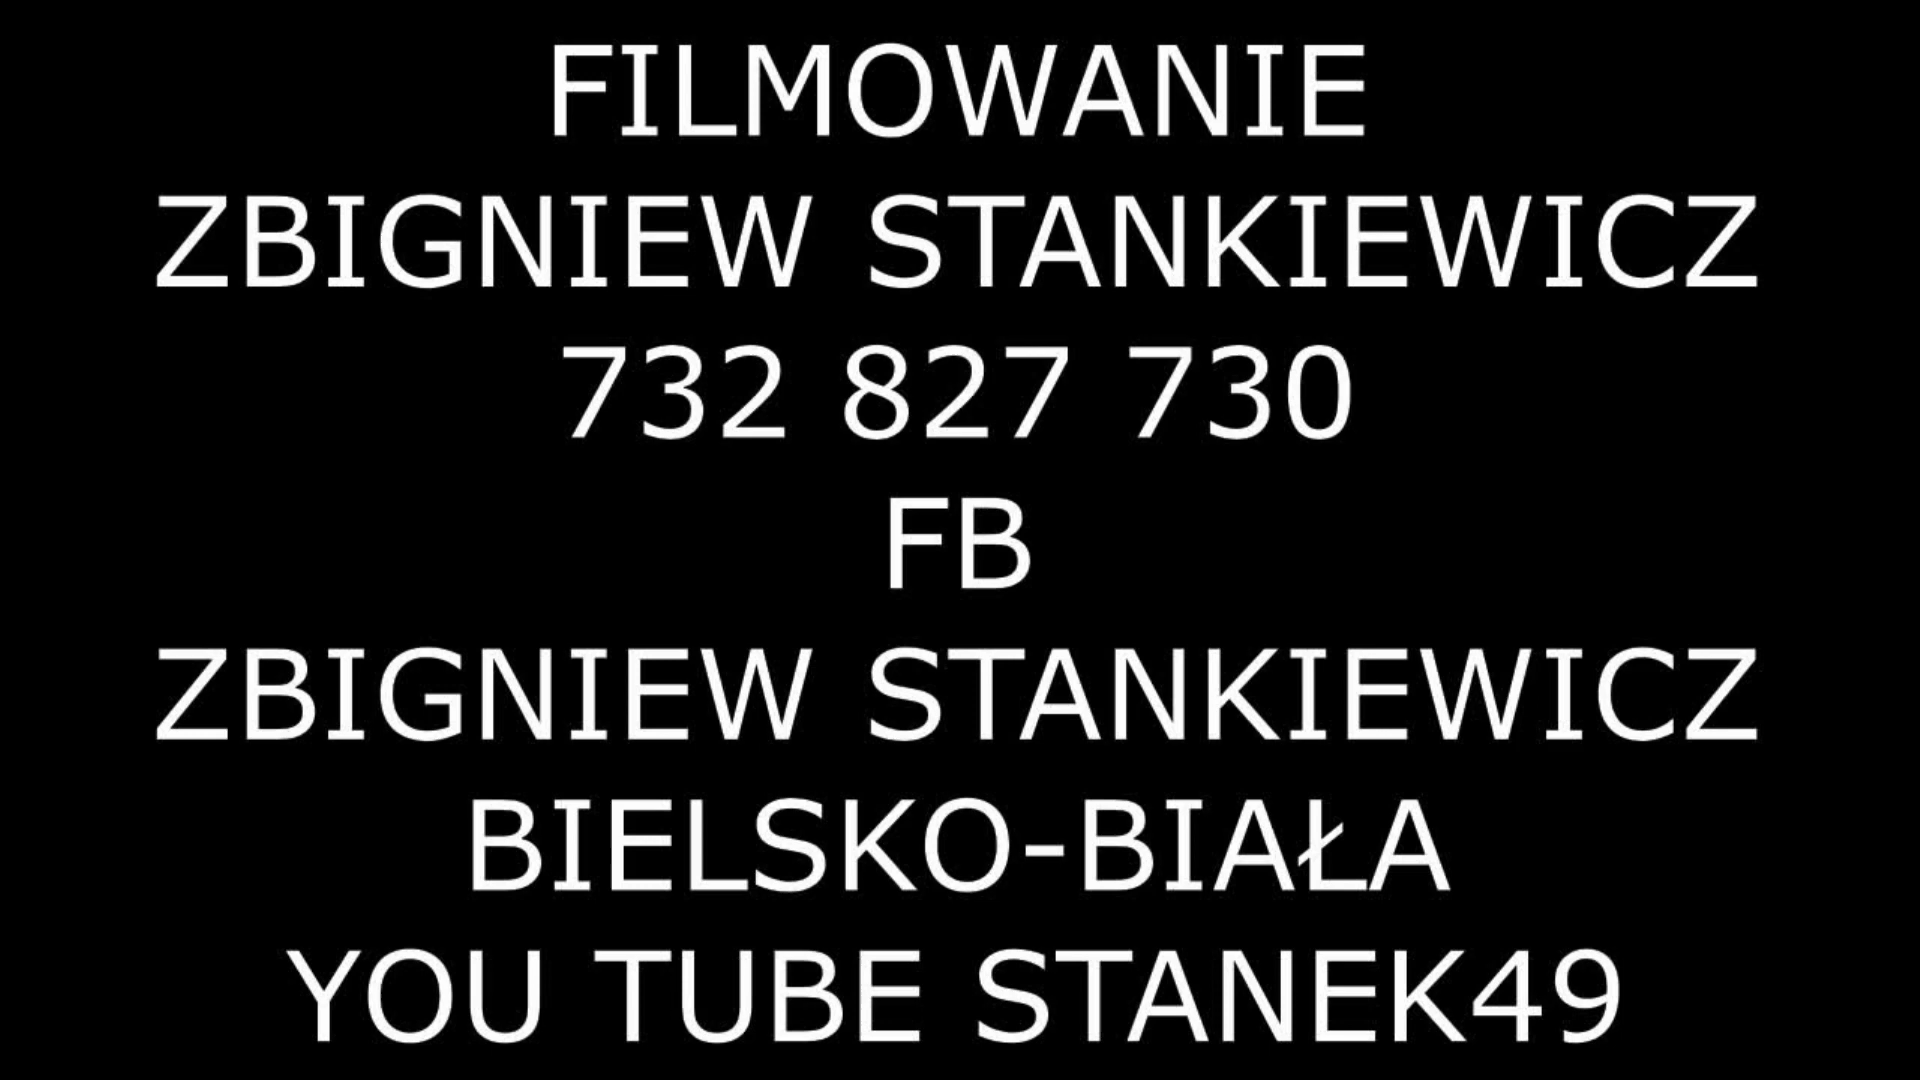 FILMOWANIE
ZBIGNIEW STANKIEWICZ
732 827 730
FB
ZBIGNIEW STANKIEWICZ
BIELSKO-BIAŁA
YOU TUBE STANEK49